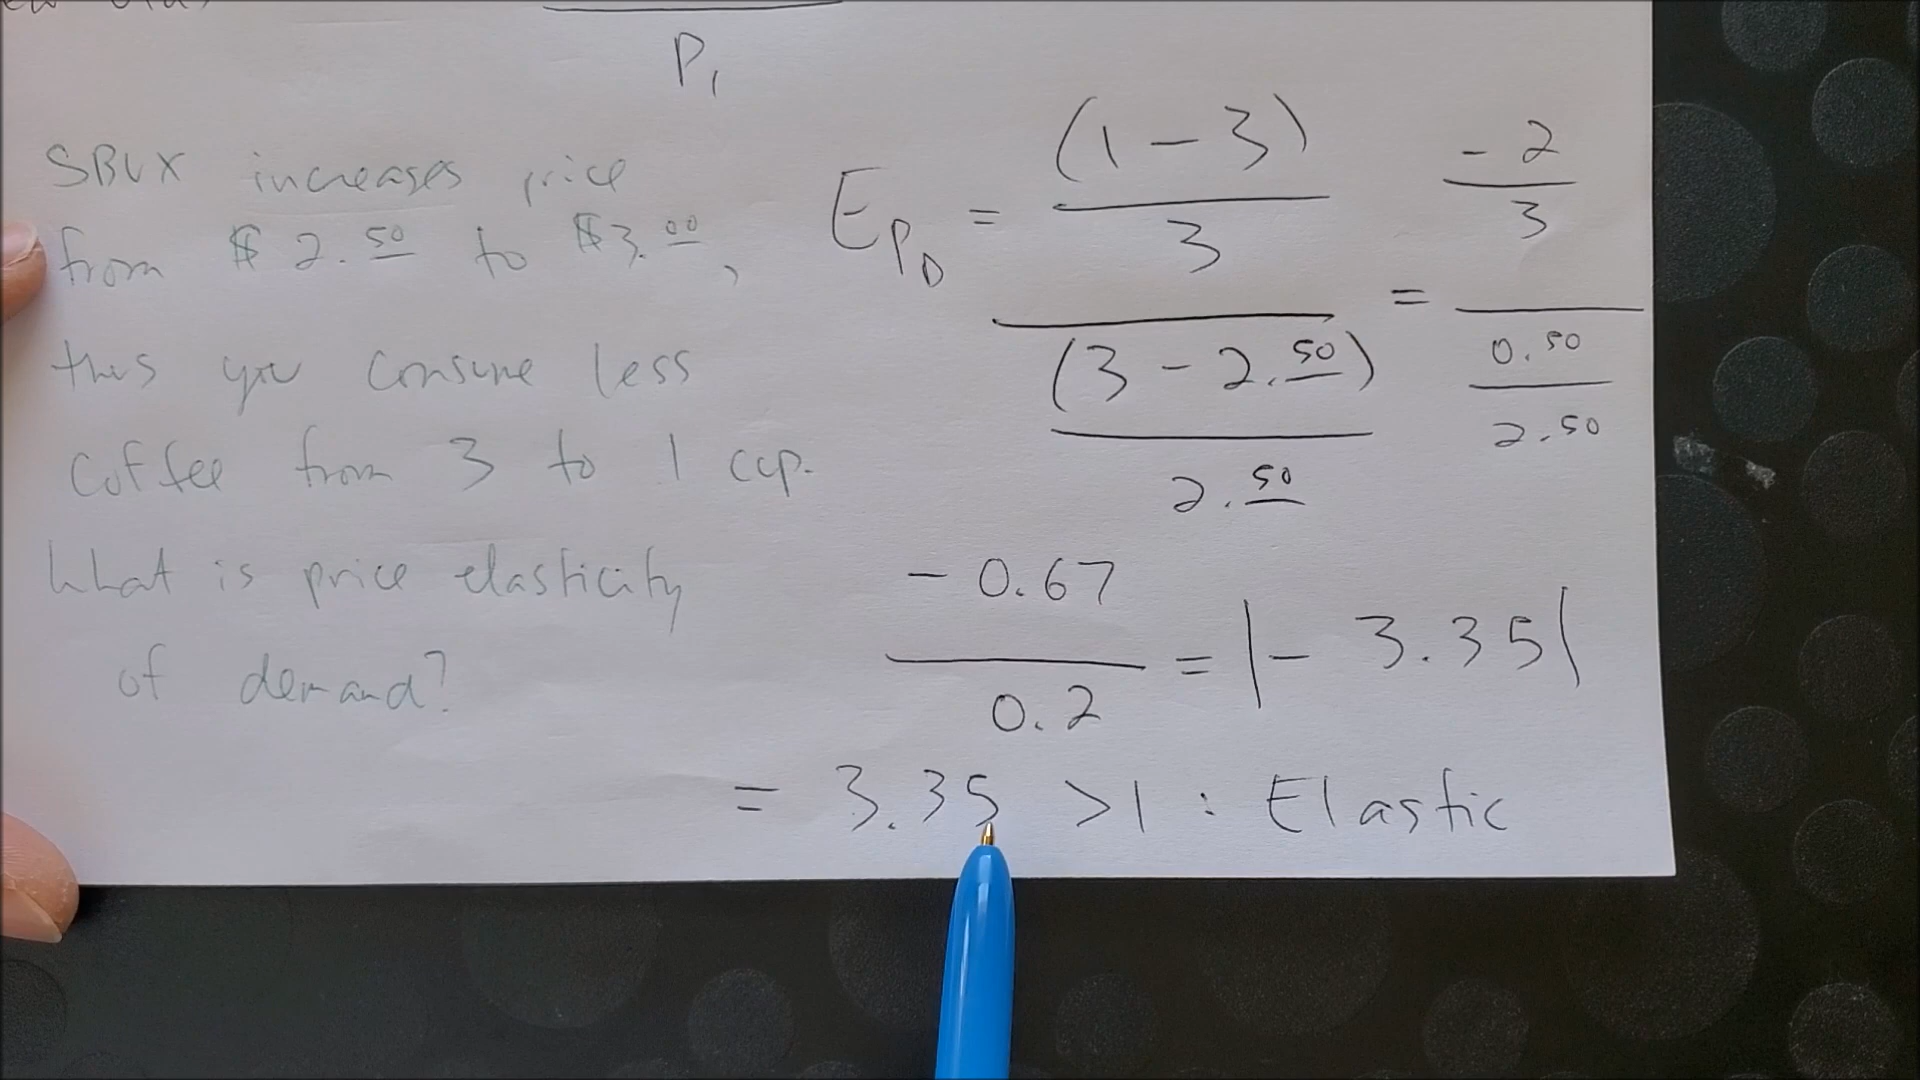 P1
SBUX increases price
from $2.50 to $3.00,
thus you consume less
coffee from 3 to 1 cup.
What is price elasticity
of demand?
EPD = (1 - 3)
3
(3 - 2.50)
2.50
= - 2
3
0.50
2.50
- 0.67
0.2
= |- 3.35|
= 3.35 >1 : Elastic